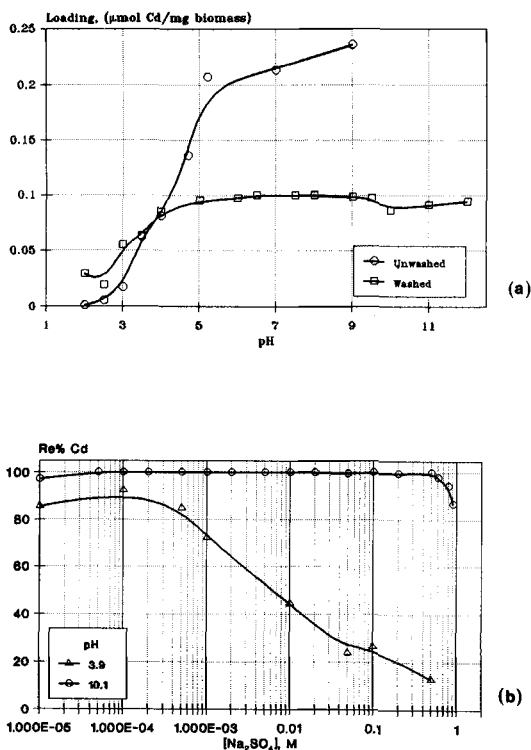 Loading, (μmol Cd/mg biomass)
0.25
0.2
0.15
0.1
0.05
0
1 3 5 7 9 11
pH
Unwashed
Washed
(a)
Re% Cd
100
80
60
40
20
0
pH
3.9
10.1
1.000E-05 1.000E-04 1.000E-03 0.01 0.1 1
[Na₂SO₄], M
(b)